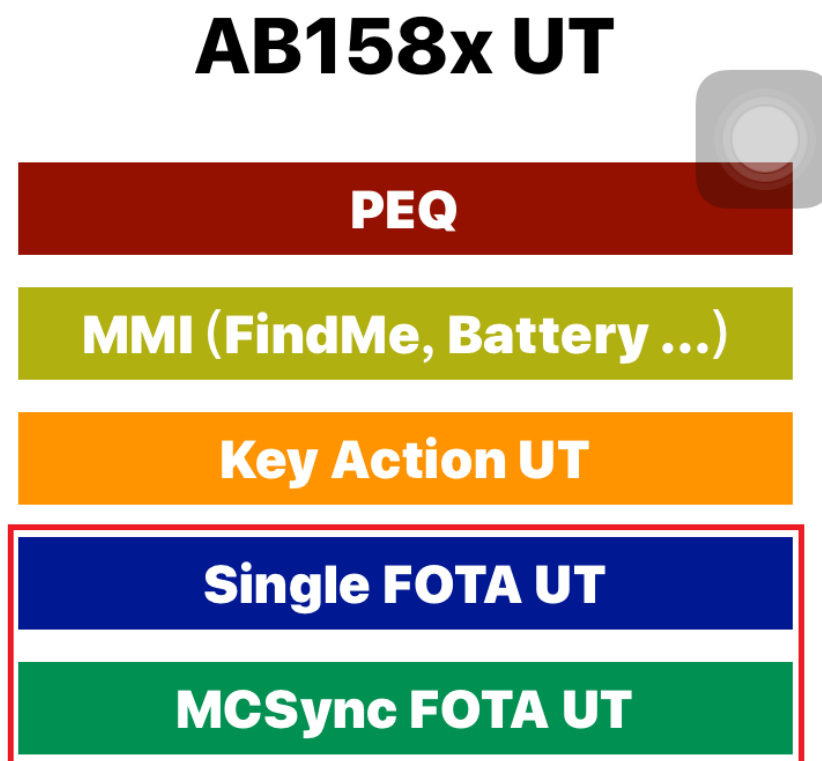 AB158x UT
PEQ
MMI (FindMe, Battery ...)
Key Action UT
Single FOTA UT
MCSync FOTA UT